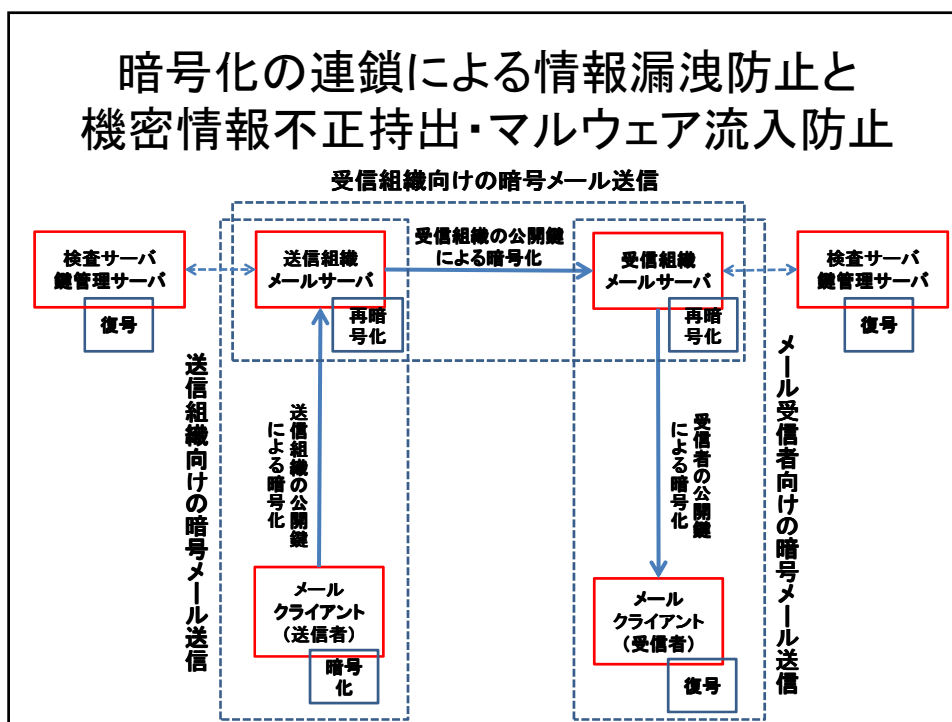 暗号化の連鎖による情報漏洩防止と
機密情報不正持出・マルウェア流入防止
受信組織向けの暗号メール送信
検査サーバ
鍵管理サーバ
復号
送信組織
メールサーバ
再暗
号化
受信組織の公開鍵
による暗号化
受信組織
メールサーバ
再暗
号化
検査サーバ
鍵管理サーバ
復号
送信組織向けの暗号メール送信
送信組織の公開鍵
による暗号化
受信者の公開鍵
による暗号化
メール受信者向けの暗号メール送信
メール
クライアント
(送信者)
暗号
化
メール
クライアント
(受信者)
復号